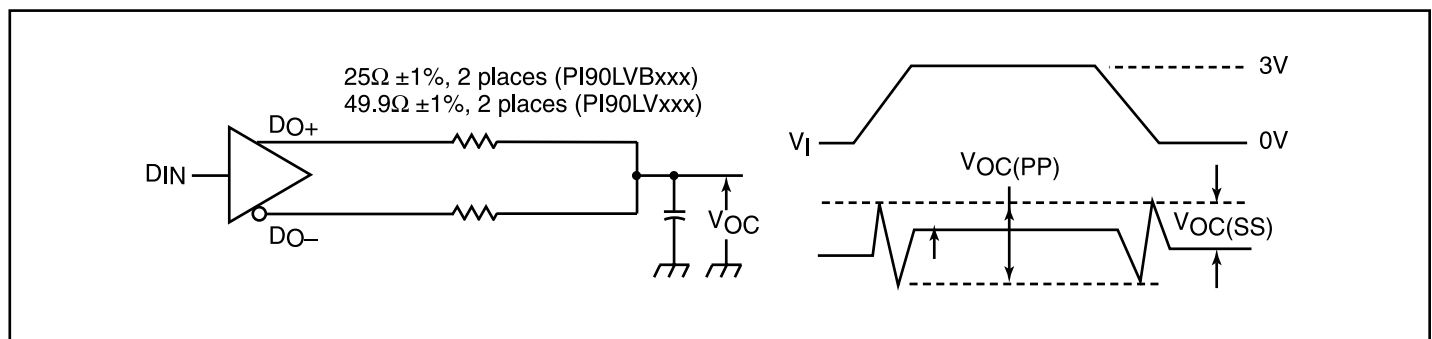 25Ω ±1%, 2 places (PI90LVBxxx)
49.9Ω ±1%, 2 places (PI90LVxxx)
DO+
DIN
DO–
VOC
3V
VI
0V
VOC(PP)
VOC(SS)